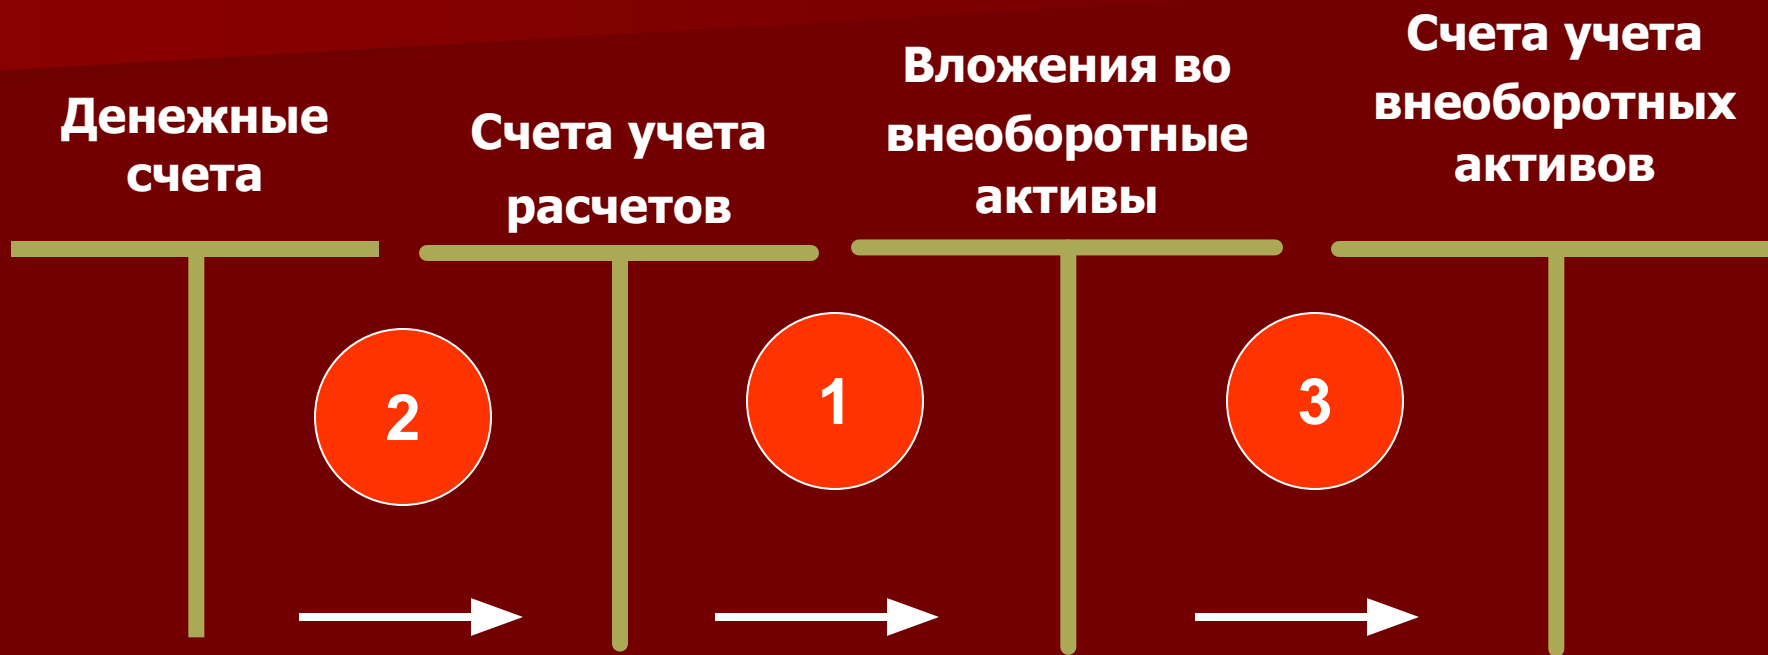 Денежные
счета
Счета учета
расчетов
Вложения во
внеоборотные
активы
Счета учета
внеоборотных
активов
2
1
3